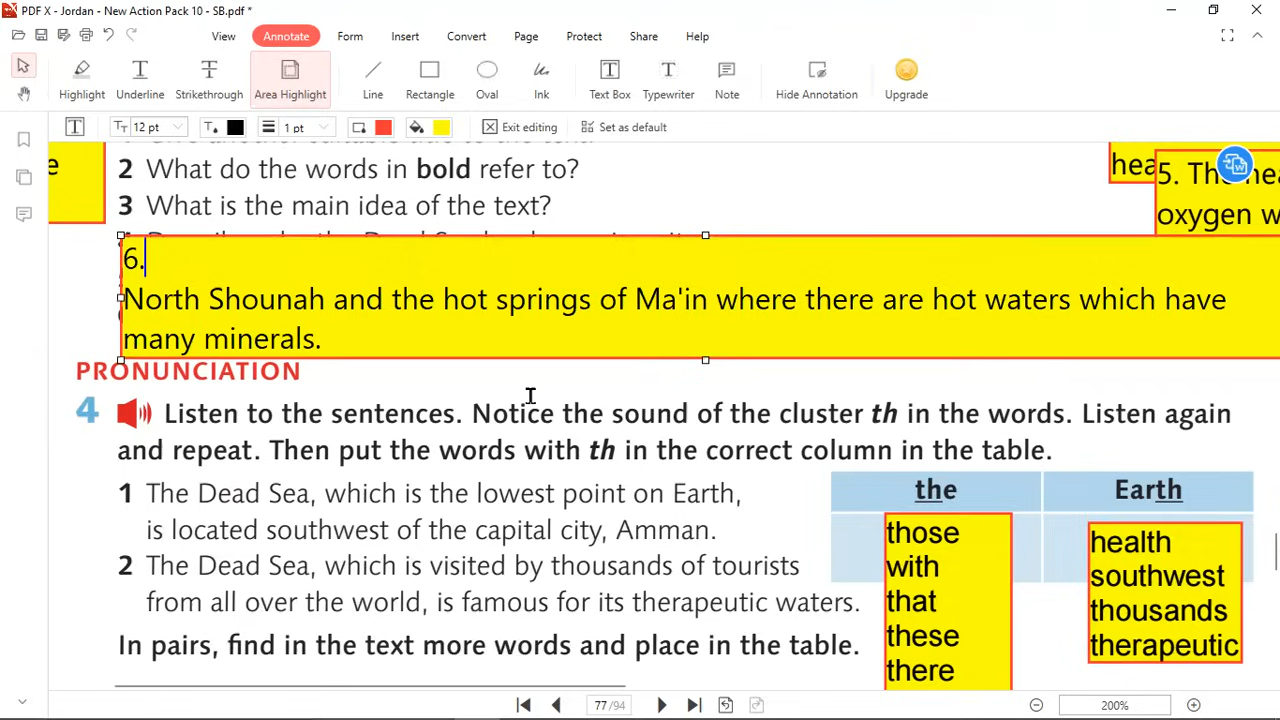 PDF X - Jordan - New Action Pack 10 - SB.pdf *
View Annotate Form Insert Convert Page Protect Share Help
Highlight Underline Strikethrough Area Highlight Line Rectangle Oval Ink Text Box Typewriter Note Hide Annotation Upgrade
12 pt 1 pt Exit editing Set as default
2 What do the words in bold refer to?
hea
5. The hea
oxygen w
e
3 What is the main idea of the text?
6.
North Shounah and the hot springs of Ma'in where there are hot waters which have
many minerals.
PRONUNCIATION
4 Listen to the sentences. Notice the sound of the cluster th in the words. Listen again
and repeat. Then put the words with th in the correct column in the table.
1 The Dead Sea, which is the lowest point on Earth,
is located southwest of the capital city, Amman.
2 The Dead Sea, which is visited by thousands of tourists
from all over the world, is famous for its therapeutic waters.
In pairs, find in the text more words and place in the table.
the Earth
those
with
that
these
there
health
southwest
thousands
therapeutic
77 /94
200%